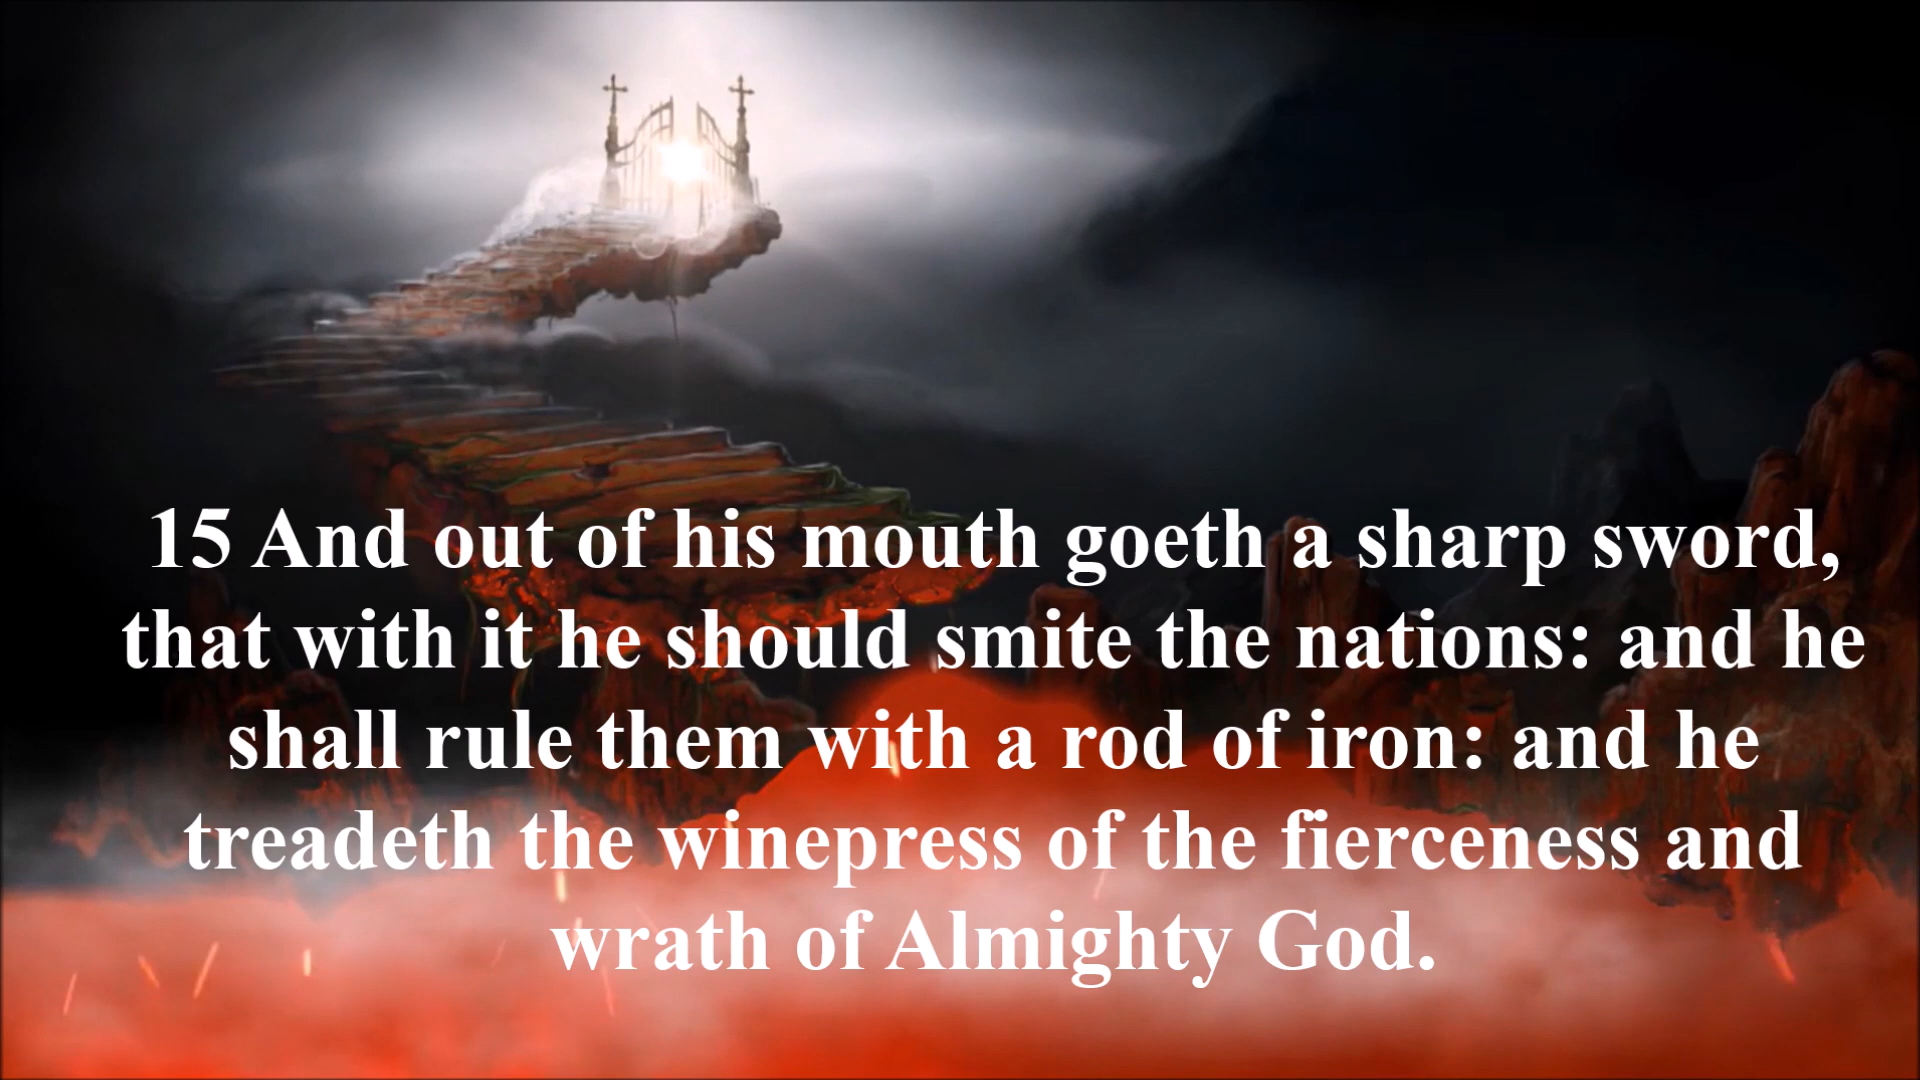 15 And out of his mouth goeth a sharp sword,
that with it he should smite the nations: and he
shall rule them with a rod of iron: and he
treadeth the winepress of the fierceness and
wrath of Almighty God.